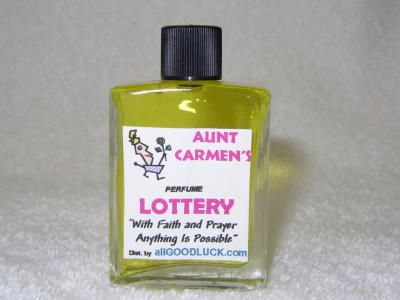 AUNT
CARMEN'S
PERFUME
LOTTERY
"With Faith and Prayer
Anything Is Possible"
Dist. by allGOODLUCK.com